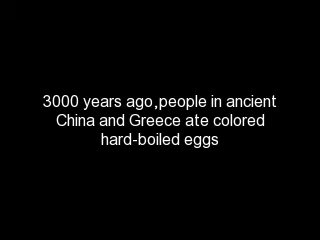 3000 years ago,people in ancient
China and Greece ate colored
hard-boiled eggs